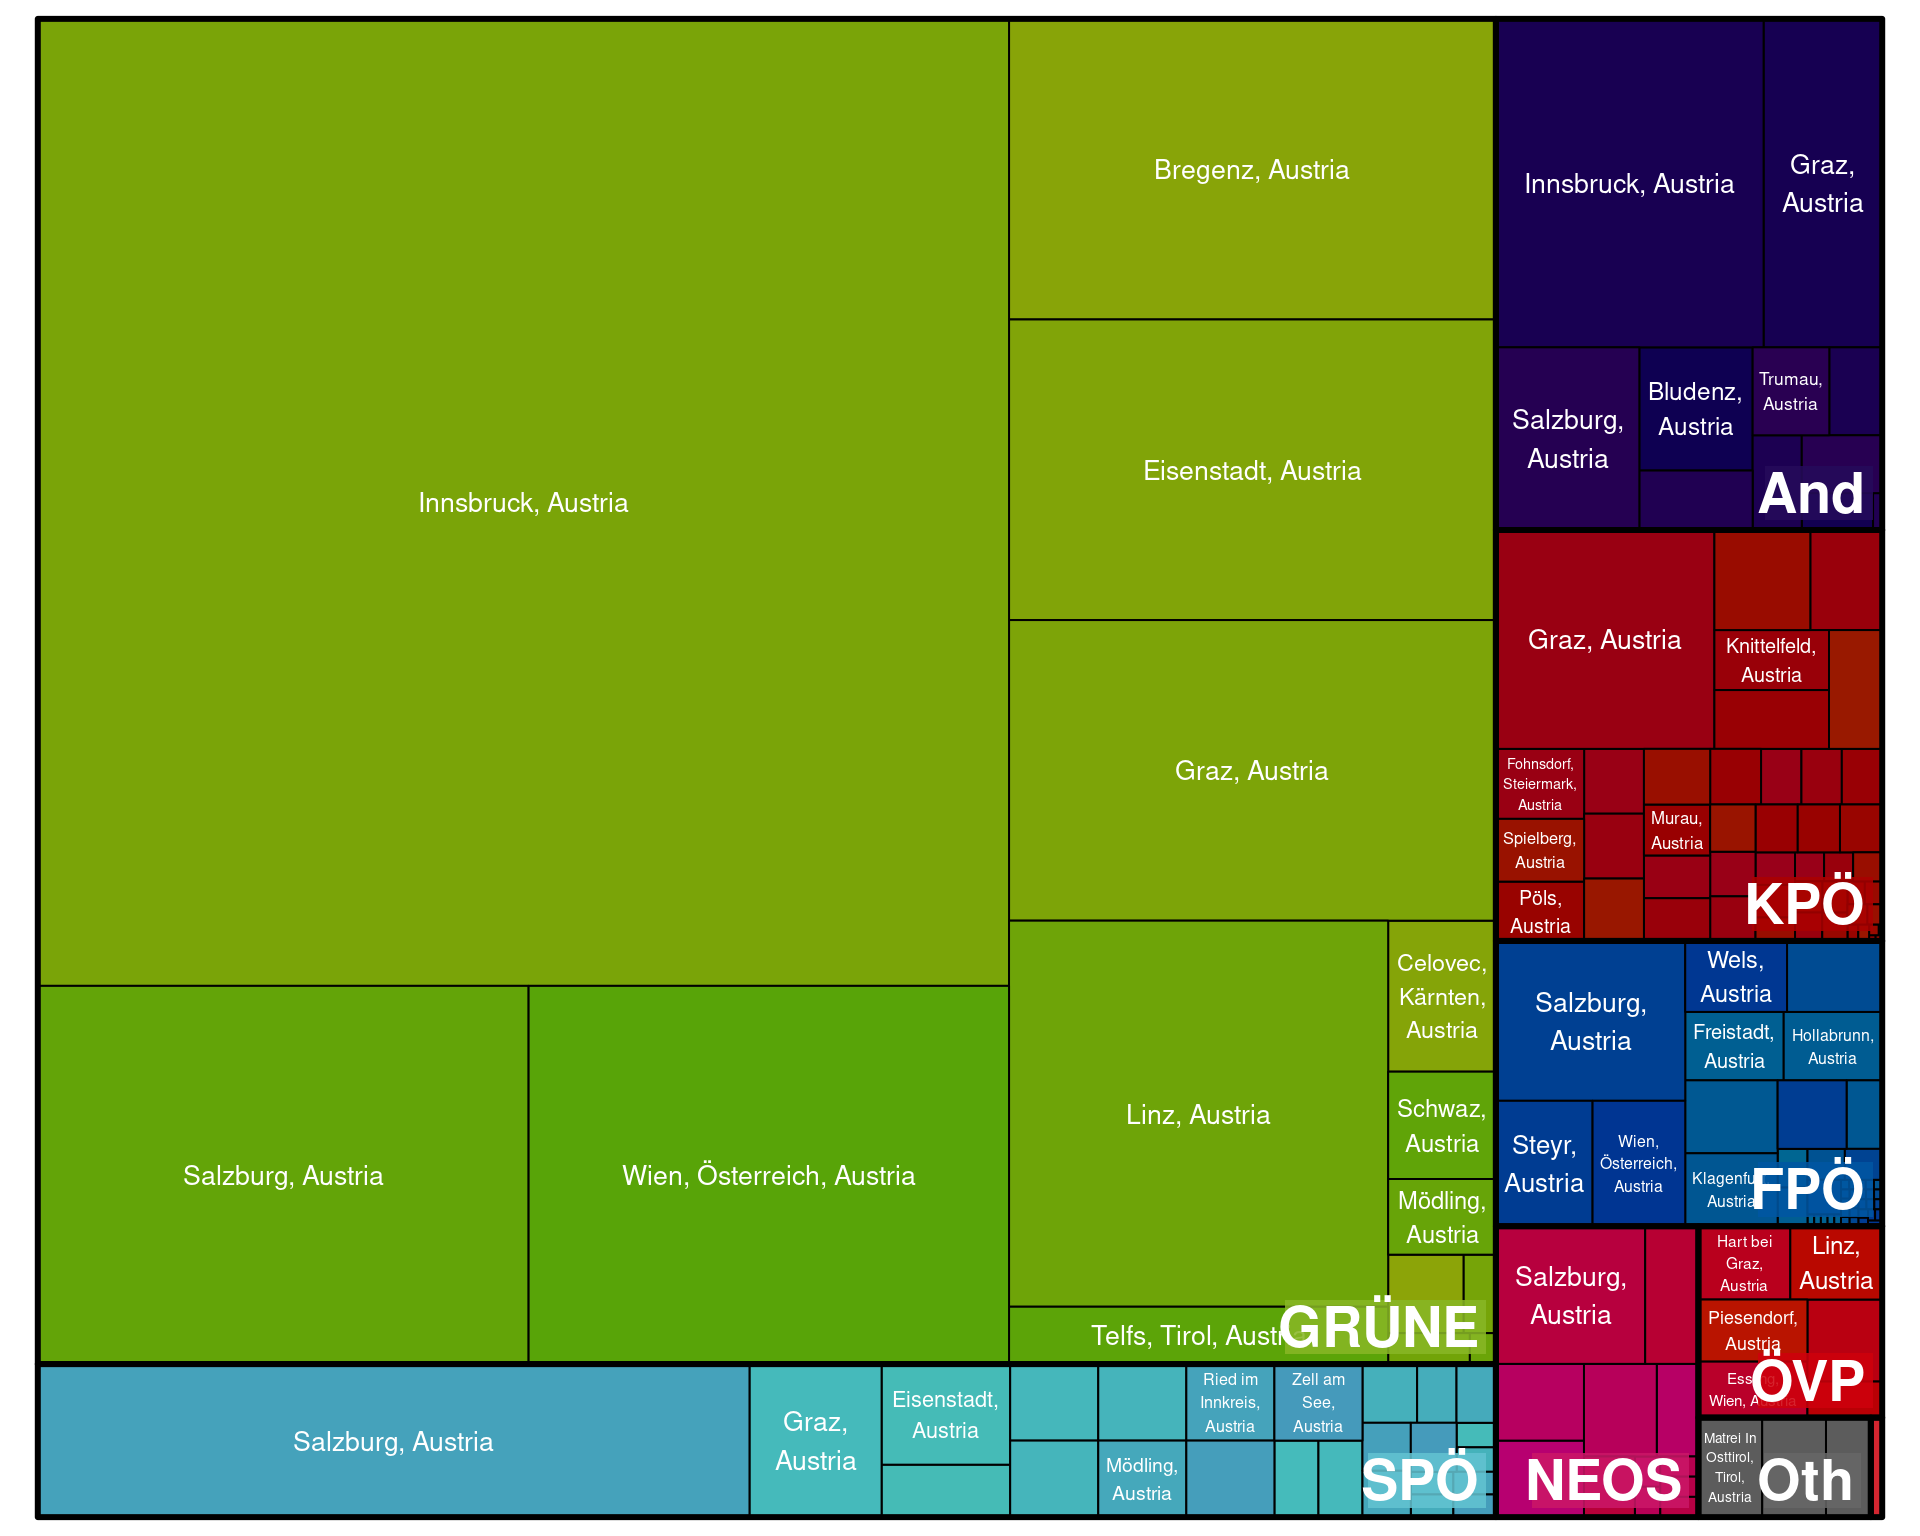 Innsbruck, Austria
Bregenz, Austria
Eisenstadt, Austria
Graz, Austria
Salzburg, Austria
Wien, Österreich, Austria
Linz, Austria
Celovec,
Kärnten,
Austria
Schwaz,
Austria
Mödling,
Austria
Telfs, Tirol, Austria
GRÜNE
Salzburg, Austria
Graz,
Austria
Eisenstadt,
Austria
Ried im
Innkreis,
Austria
Zell am
See,
Austria
Mödling,
Austria
SPÖ
Innsbruck, Austria
Graz,
Austria
Salzburg,
Austria
Bludenz,
Austria
Trumau,
Austria
And
Graz, Austria
Knittelfeld,
Austria
Fohnsdorf,
Steiermark,
Austria
Spielberg,
Austria
Pöls,
Austria
Murau,
Austria
KPÖ
Salzburg,
Austria
Wels,
Austria
Freistadt,
Austria
Hollabrunn,
Austria
Steyr,
Austria
Wien,
Österreich,
Austria
Austria
FPÖ
Salzburg,
Austria
NEOS
Hart bei
Graz,
Austria
Linz,
Austria
Piesendorf,
Austria
Essling,
Wien, Austria
ÖVP
Matrei In
Osttirol,
Tirol,
Austria
Oth